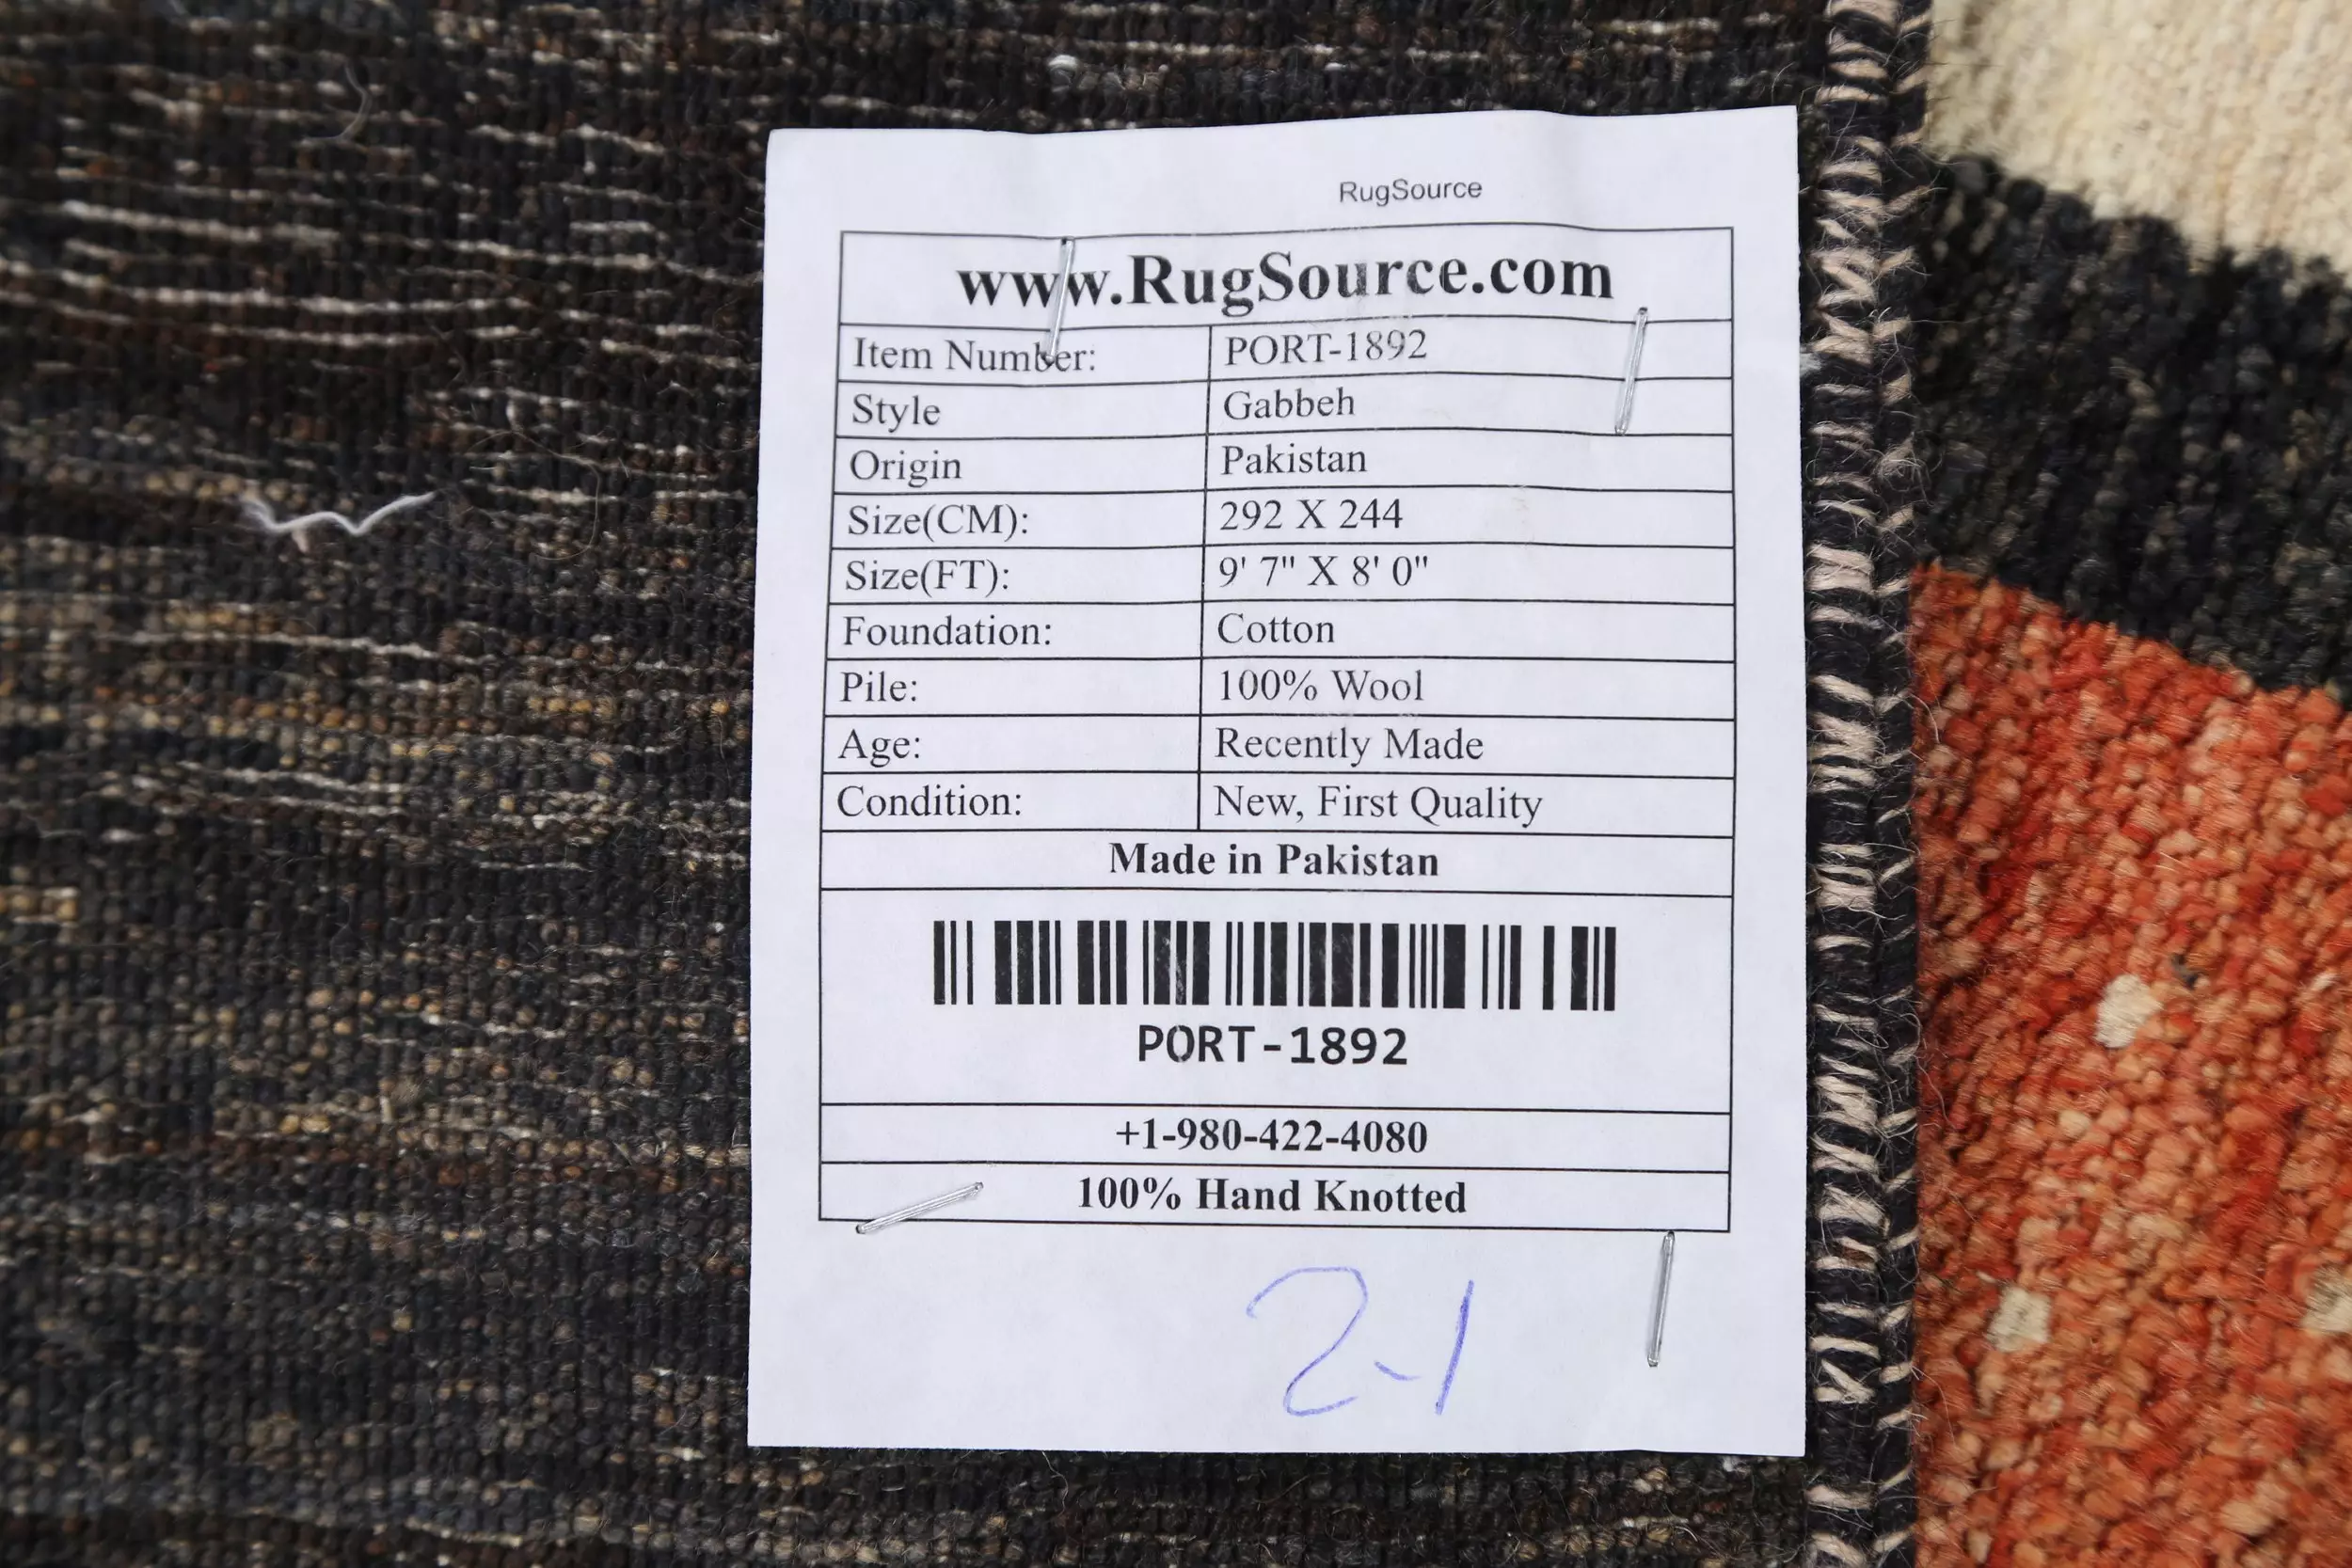 RugSource
www.RugSource.com
Item Number: PORT-1892
Style Gabbeh
Origin Pakistan
Size(CM): 292 X 244
Size(FT): 9' 7" X 8' 0"
Foundation: Cotton
Pile: 100% Wool
Age: Recently Made
Condition: New, First Quality
Made in Pakistan
PORT-1892
+1-980-422-4080
100% Hand Knotted
2-1